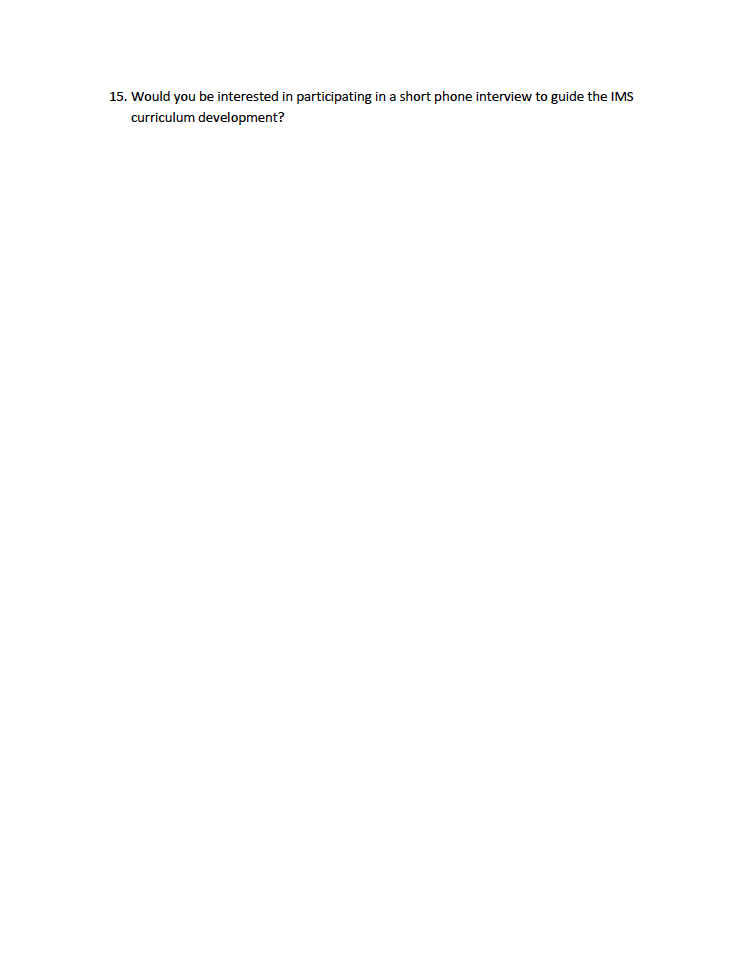 15. Would you be interested in participating in a short phone interview to guide the IMS
curriculum development?